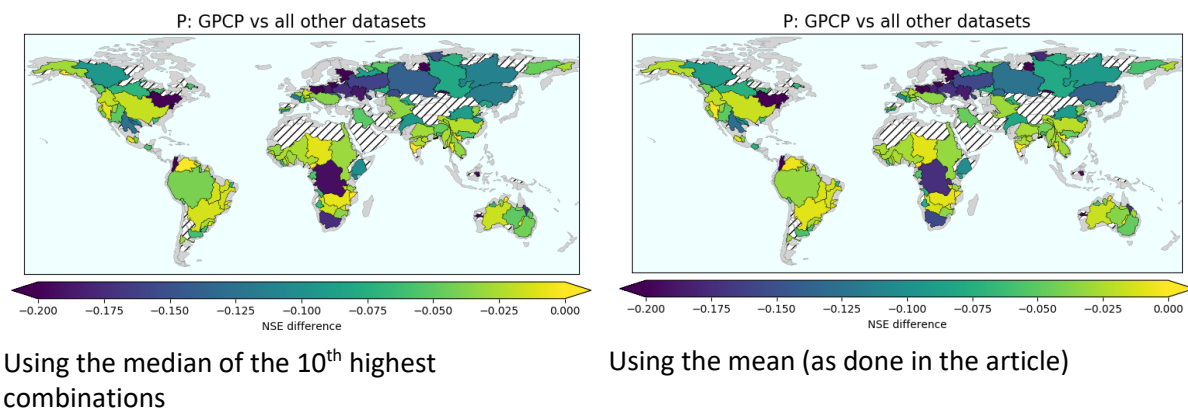 P: GPCP vs all other datasets
−0.200 −0.175 −0.150 −0.125 −0.100 −0.075 −0.050 −0.025 0.000
NSE difference
Using the median of the 10th highest
combinations
P: GPCP vs all other datasets
−0.200 −0.175 −0.150 −0.125 −0.100 −0.075 −0.050 −0.025 0.000
NSE difference
Using the mean (as done in the article)